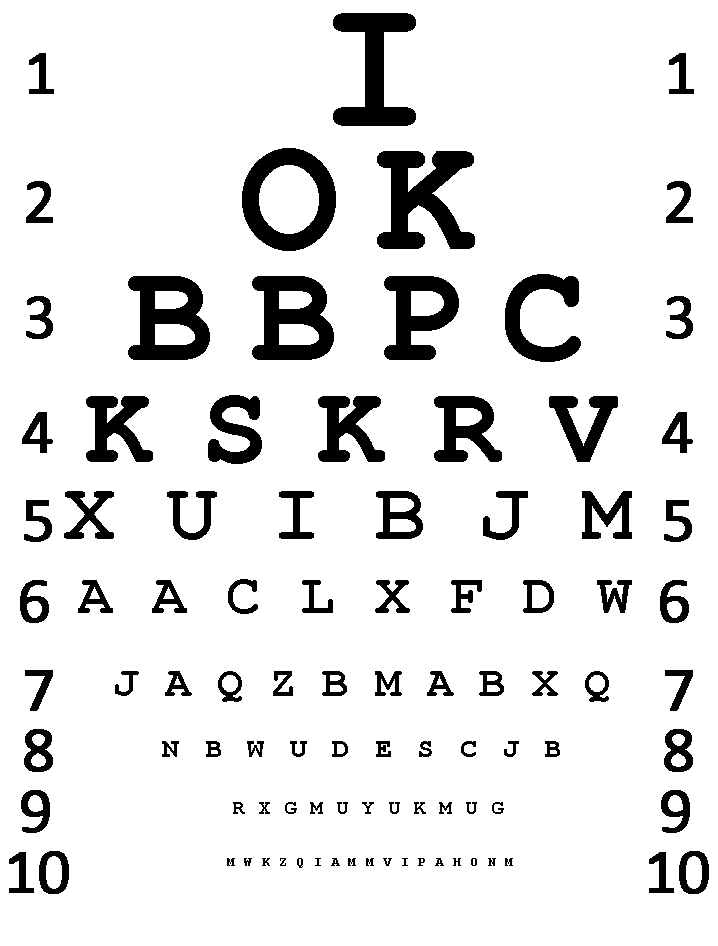 1 I 1
2 O K 2
3 B B P C 3
4 K S K R V 4
5 X U I B J M 5
6 A A C L X F D W 6
7 J A Q Z B M A B X Q 7
8 N B W U D E S C J B 8
9 R X G M U Y U K M U G 9
10 M W K Z Q I A M M V I P A H O N M 10